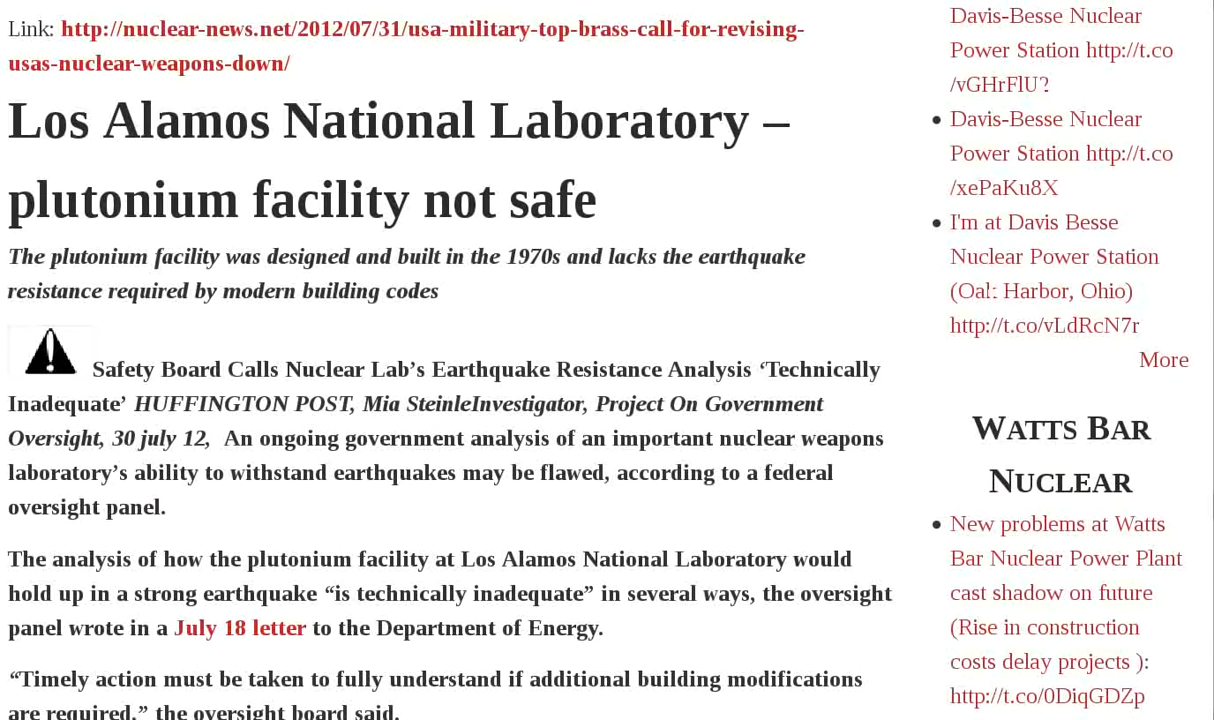 Link: http://nuclear-news.net/2012/07/31/usa-military-top-brass-call-for-revising-
usas-nuclear-weapons-down/
Los Alamos National Laboratory –
plutonium facility not safe
The plutonium facility was designed and built in the 1970s and lacks the earthquake
resistance required by modern building codes
Safety Board Calls Nuclear Lab’s Earthquake Resistance Analysis ‘Technically
Inadequate’ HUFFINGTON POST, Mia SteinleInvestigator, Project On Government
Oversight, 30 july 12, An ongoing government analysis of an important nuclear weapons
laboratory’s ability to withstand earthquakes may be flawed, according to a federal
oversight panel.
The analysis of how the plutonium facility at Los Alamos National Laboratory would
hold up in a strong earthquake “is technically inadequate” in several ways, the oversight
panel wrote in a July 18 letter to the Department of Energy.
“Timely action must be taken to fully understand if additional building modifications
are required,” the oversight board said.
Davis-Besse Nuclear
Power Station http://t.co
/vGHrFlU?
Davis-Besse Nuclear
Power Station http://t.co
/xePaKu8X
I'm at Davis Besse
Nuclear Power Station
(Oak Harbor, Ohio)
http://t.co/vLdRcN7r
More
WATTS BAR
NUCLEAR
New problems at Watts
Bar Nuclear Power Plant
cast shadow on future
(Rise in construction
costs delay projects ):
http://t.co/0DiqGDZp